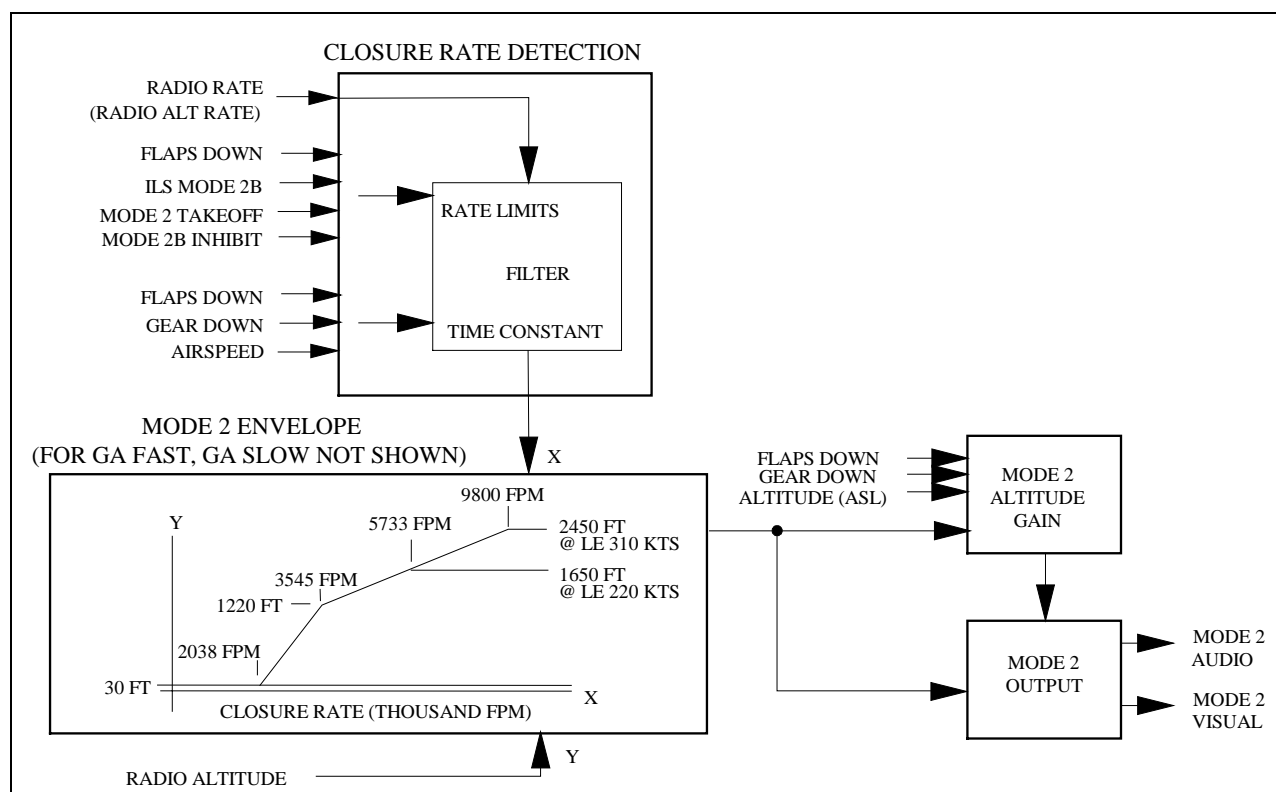 CLOSURE RATE DETECTION
RADIO RATE
(RADIO ALT RATE)
FLAPS DOWN
ILS MODE 2B
MODE 2 TAKEOFF
MODE 2B INHIBIT
FLAPS DOWN
GEAR DOWN
AIRSPEED
RATE LIMITS
FILTER
TIME CONSTANT
MODE 2 ENVELOPE
(FOR GA FAST, GA SLOW NOT SHOWN)
X
Y
9800 FPM
5733 FPM
2450 FT
@ LE 310 KTS
3545 FPM
1650 FT
@ LE 220 KTS
1220 FT
2038 FPM
30 FT
X
CLOSURE RATE (THOUSAND FPM)
Y
RADIO ALTITUDE
FLAPS DOWN
GEAR DOWN
ALTITUDE (ASL)
MODE 2
ALTITUDE
GAIN
MODE 2
OUTPUT
MODE 2
AUDIO
MODE 2
VISUAL